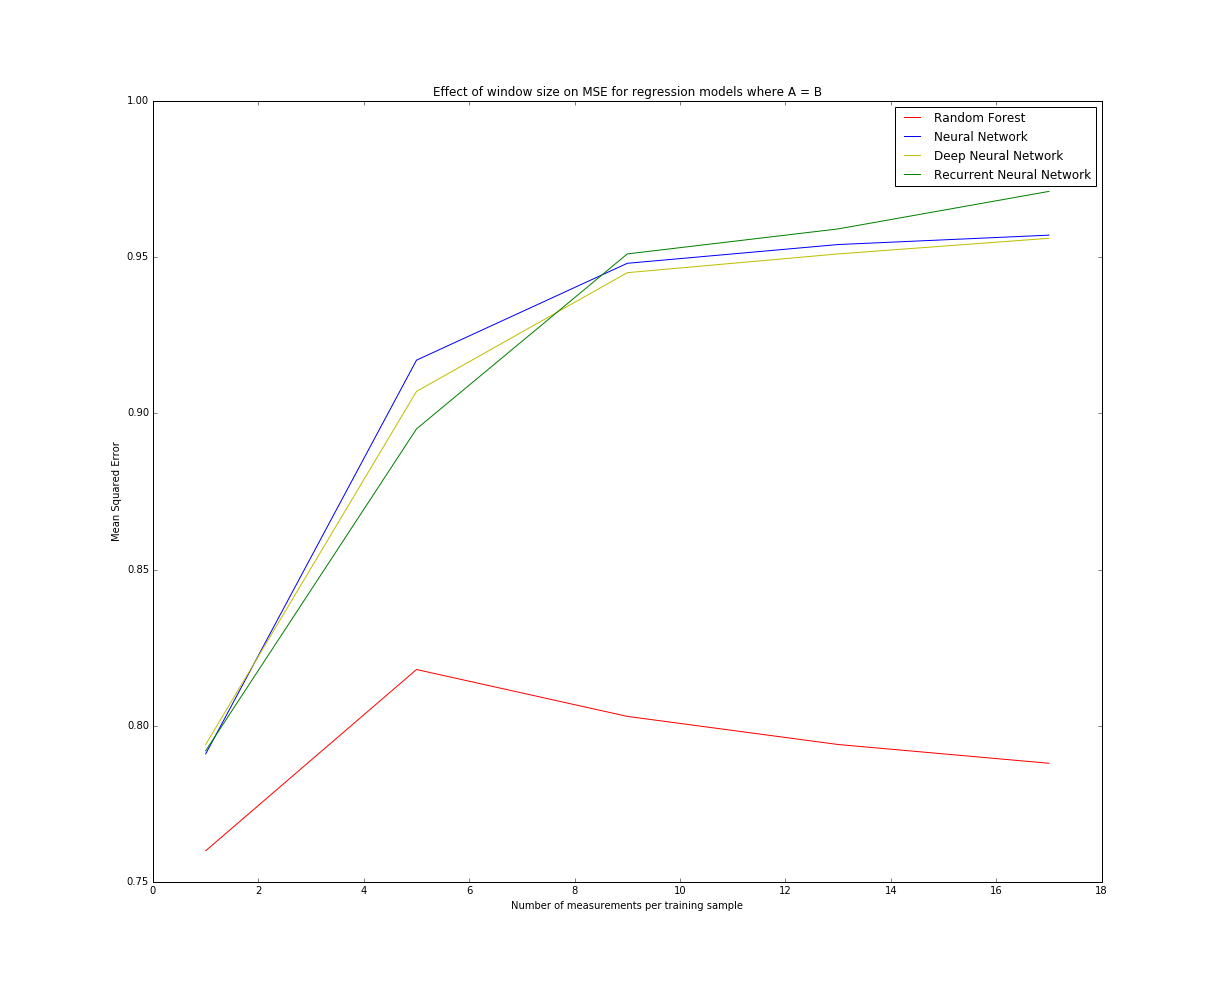 Effect of window size on MSE for regression models where A = B
1.00
0.95
0.90
0.85
0.80
0.75
Mean Squared Error
Random Forest
Neural Network
Deep Neural Network
Recurrent Neural Network
0 2 4 6 8 10 12 14 16 18
Number of measurements per training sample